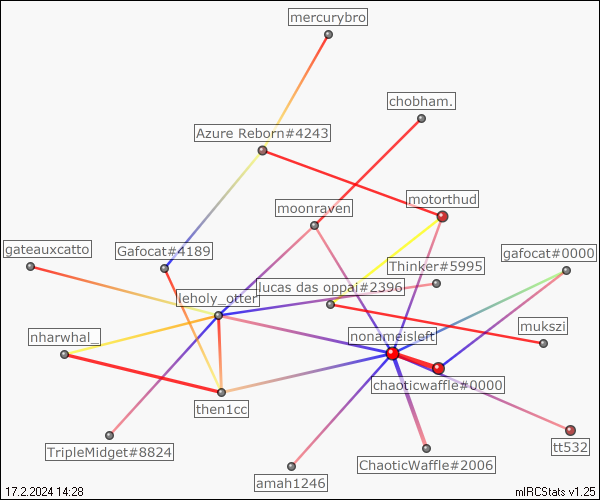 mercurybro
chobham.
Azure Reborn#4243
motorthud
moonraven
gateauxcatto
Gafocat#4189
gafocat#0000
Thinker#5995
lucas das oppai#2396
leholy_otter
mukszi
nharwhal_
nonameisleft
chaoticwaffle#0000
then1cc
tt532
TripleMidget#8824
ChaoticWaffle#2006
amah1246
17.2.2024 14:28
mIRCStats v1.25